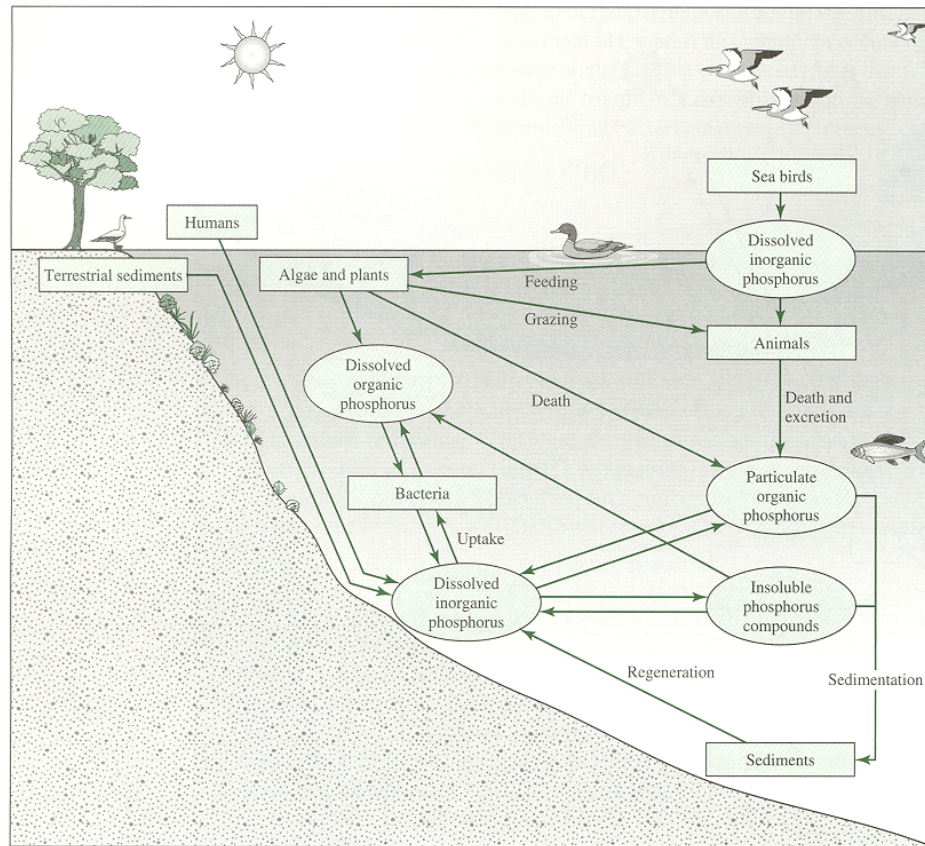 Sea birds
Humans
Dissolved
inorganic
phosphorus
Terrestrial sediments
Algae and plants
Feeding
Grazing
Animals
Dissolved
organic
phosphorus
Death
Death and
excretion
Bacteria
Particulate
organic
phosphorus
Uptake
Dissolved
inorganic
phosphorus
Insoluble
phosphorus
compounds
Regeneration
Sedimentation
Sediments